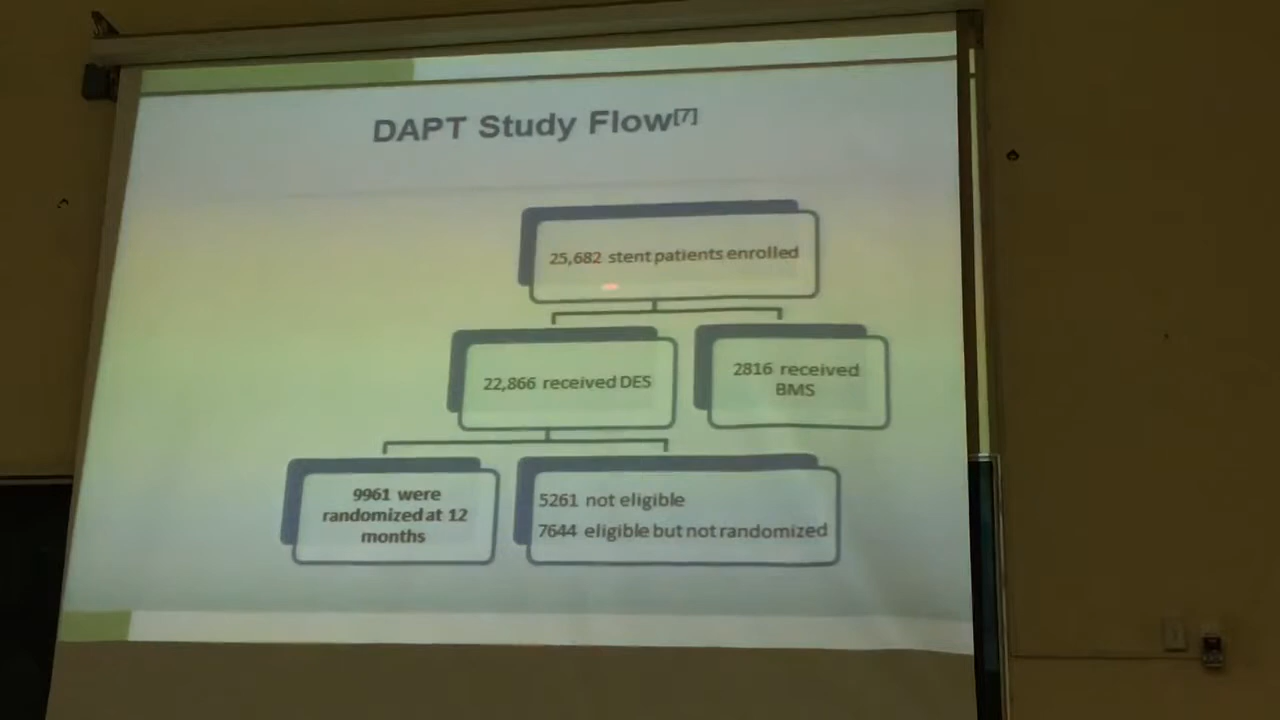 DAPT Study Flow[7]
25,682 stent patients enrolled
22,866 received DES
2816 received
BMS
9961 were
randomized at 12
months
5261 not eligible
7644 eligible but not randomized